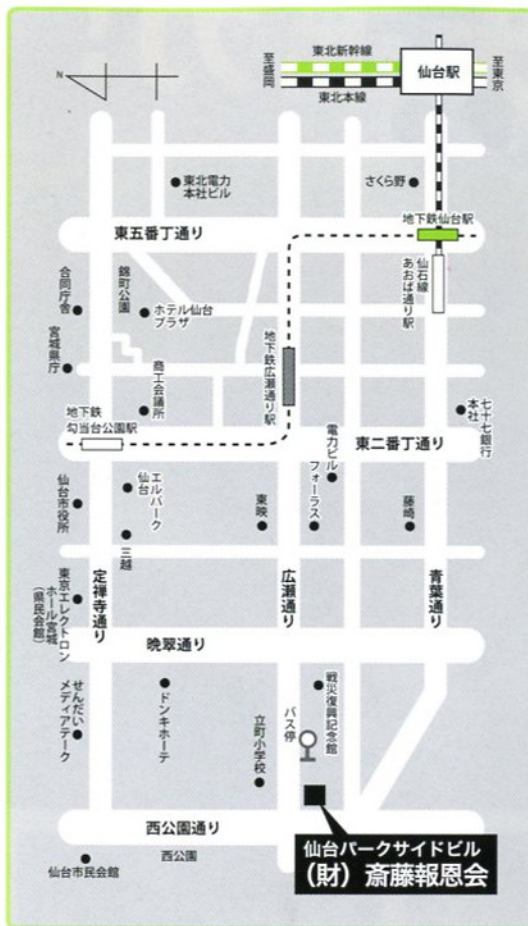 東北新幹線
至盛岡
仙台駅
至東京
東北本線
N
東北電力
本社ビル
さくら野
地下鉄仙台駅
東五番丁通り
仙石線
あおば通り駅
合同庁舎
錦町公園
ホテル仙台
プラザ
宮城県庁
地下鉄広瀬通り駅
商工会議所
地下鉄
勾当台公園駅
七十七銀行
本社
東二番丁通り
電力ビル
フォーラス
仙台市役所
エルパーク
仙台
東映
藤崎
三越
定禅寺通り
広瀬通り
青葉通り
東京エレクトロン
ホール宮城
(県民会館)
晩翠通り
せんだい
メディアテーク
ドンキホーテ
戦災復興記念館
バス停
立町小学校
西公園通り
西公園
仙台市民会館
仙台パークサイドビル
(財)斎藤報恩会